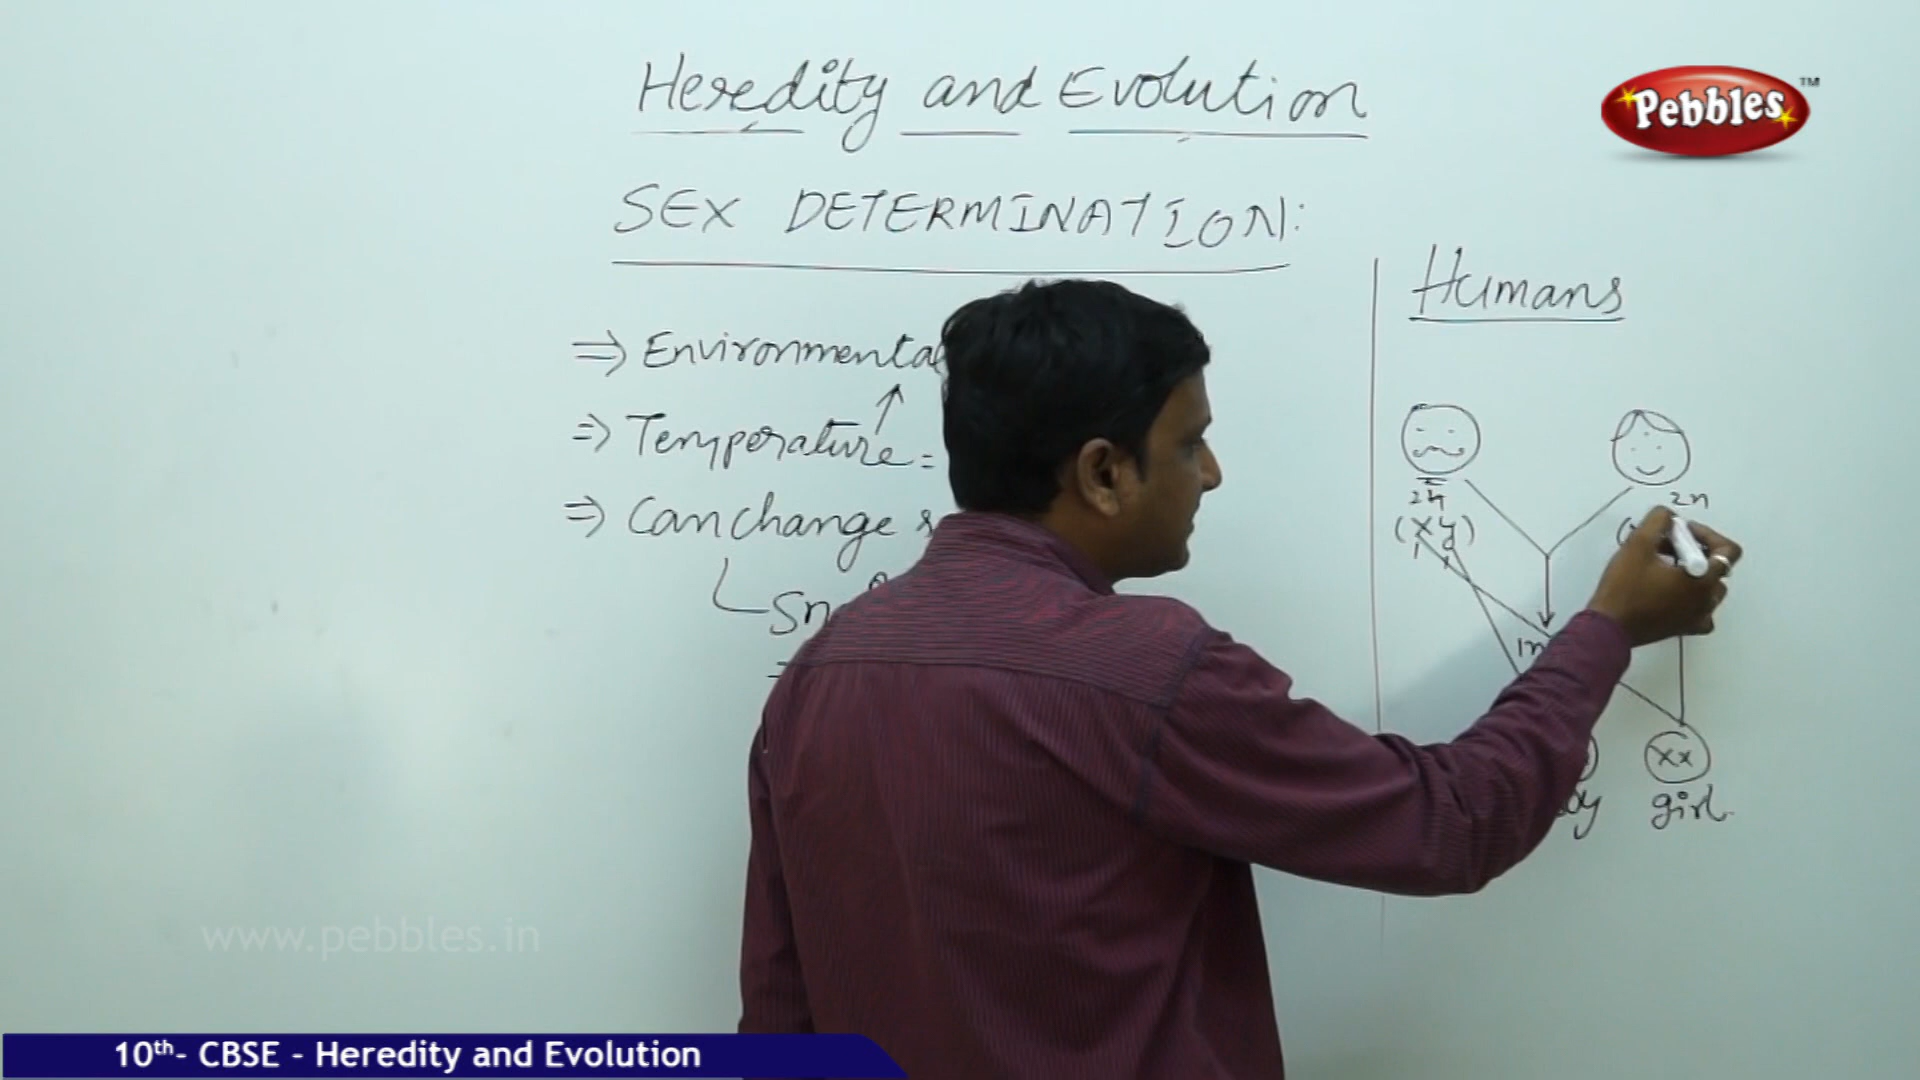 Heredity and Evolution
Pebbles TM
SEX DETERMINATION:
Humans
⇒ Environmental
⇒ Temperature =
⇒ Can change
2n
2n
(XY)
1n
XX
girl
www.pebbles.in
10th- CBSE - Heredity and Evolution